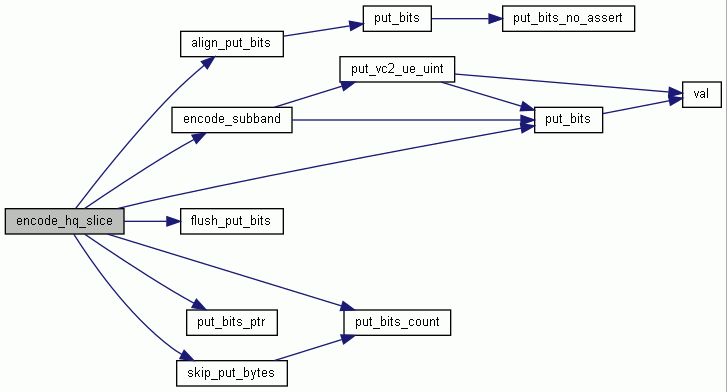 put_bits
put_bits_no_assert
align_put_bits
put_vc2_ue_uint
val
encode_subband
put_bits
encode_hq_slice
flush_put_bits
put_bits_ptr
put_bits_count
skip_put_bytes